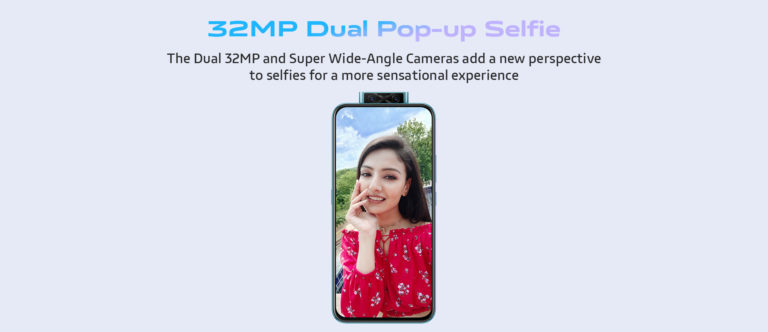 32MP Dual Pop-up Selfie
The Dual 32MP and Super Wide-Angle Cameras add a new perspective
to selfies for a more sensational experience